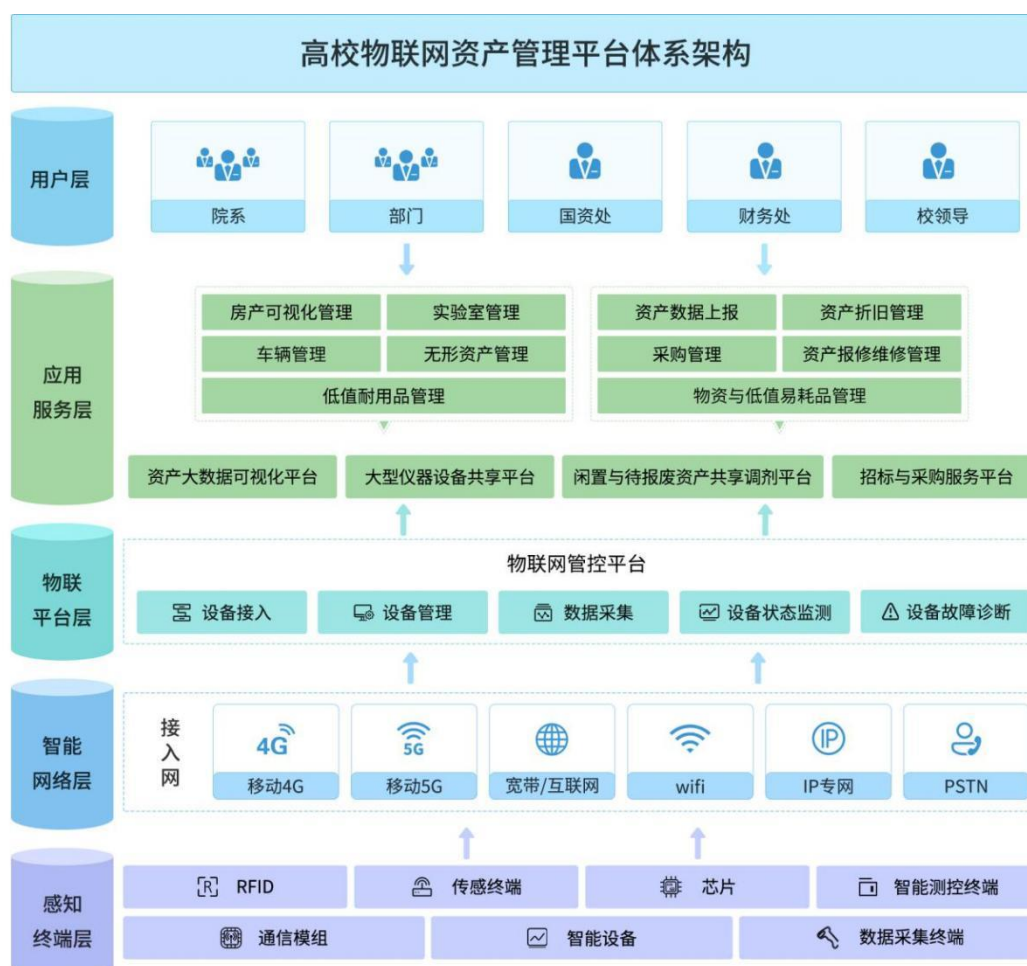 高校物联网资产管理平台体系架构
用户层
院系
部门
国资处
财务处
校领导
应用
服务层
房产可视化管理
实验室管理
车辆管理
无形资产管理
低值耐用品管理
资产数据上报
资产折旧管理
采购管理
资产报修维修管理
物资与低值易耗品管理
资产大数据可视化平台
大型仪器设备共享平台
闲置与待报废资产共享调剂平台
招标与采购服务平台
物联
平台层
物联网管控平台
设备接入
设备管理
数据采集
设备状态监测
设备故障诊断
智能
网络层
接
入
网
4G
移动4G
5G
移动5G
宽带/互联网
wifi
IP
IP专网
PSTN
感知
终端层
R
RFID
传感终端
芯片
智能测控终端
通信模组
智能设备
数据采集终端